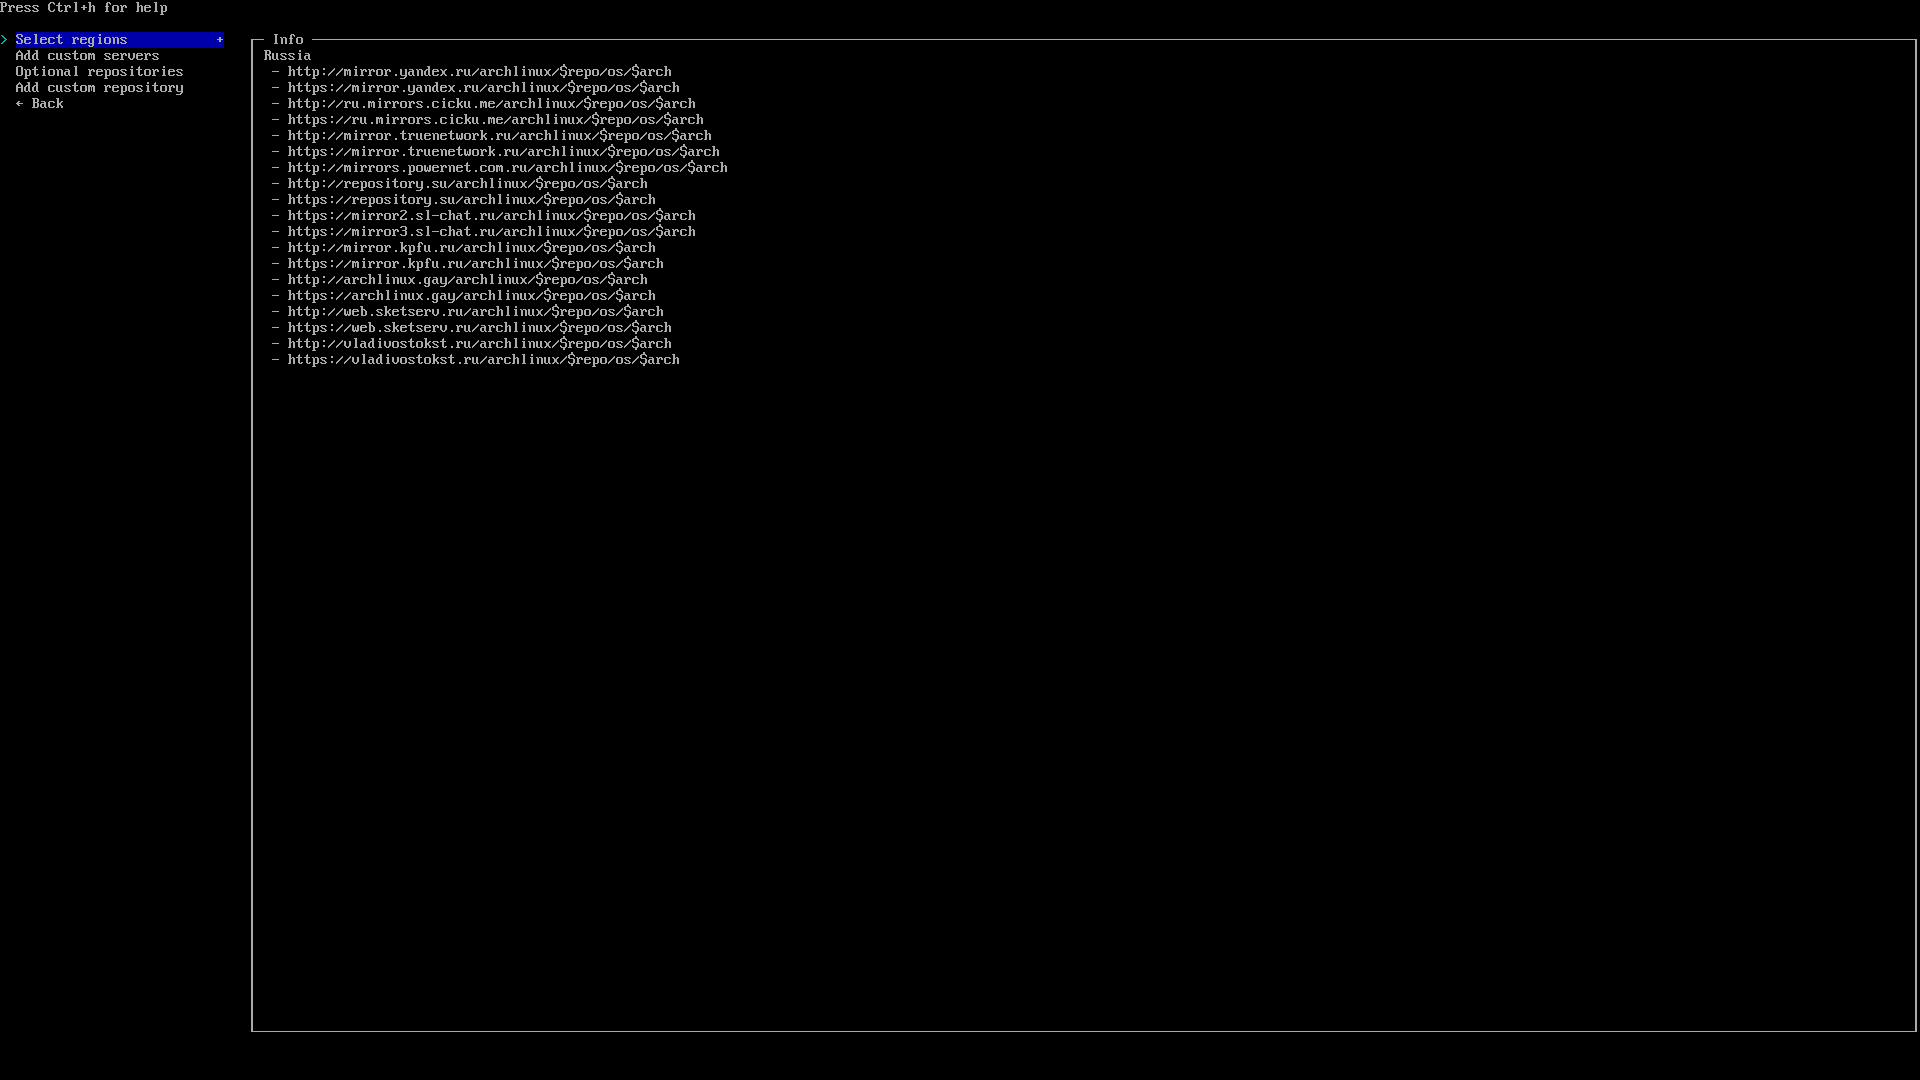 Press Ctrl+h for help
> Select regions +
Add custom servers
Optional repositories
Add custom repository
← Back
Info
Russia
- http://mirror.yandex.ru/archlinux/$repo/os/$arch
- https://mirror.yandex.ru/archlinux/$repo/os/$arch
- http://ru.mirrors.cicku.me/archlinux/$repo/os/$arch
- https://ru.mirrors.cicku.me/archlinux/$repo/os/$arch
- http://mirror.truenetwork.ru/archlinux/$repo/os/$arch
- https://mirror.truenetwork.ru/archlinux/$repo/os/$arch
- http://mirrors.powernet.com.ru/archlinux/$repo/os/$arch
- http://repository.su/archlinux/$repo/os/$arch
- https://repository.su/archlinux/$repo/os/$arch
- https://mirror2.sl-chat.ru/archlinux/$repo/os/$arch
- https://mirror3.sl-chat.ru/archlinux/$repo/os/$arch
- http://mirror.kpfu.ru/archlinux/$repo/os/$arch
- https://mirror.kpfu.ru/archlinux/$repo/os/$arch
- http://archlinux.gay/archlinux/$repo/os/$arch
- https://archlinux.gay/archlinux/$repo/os/$arch
- http://web.sketserv.ru/archlinux/$repo/os/$arch
- https://web.sketserv.ru/archlinux/$repo/os/$arch
- http://vladivostokst.ru/archlinux/$repo/os/$arch
- https://vladivostokst.ru/archlinux/$repo/os/$arch